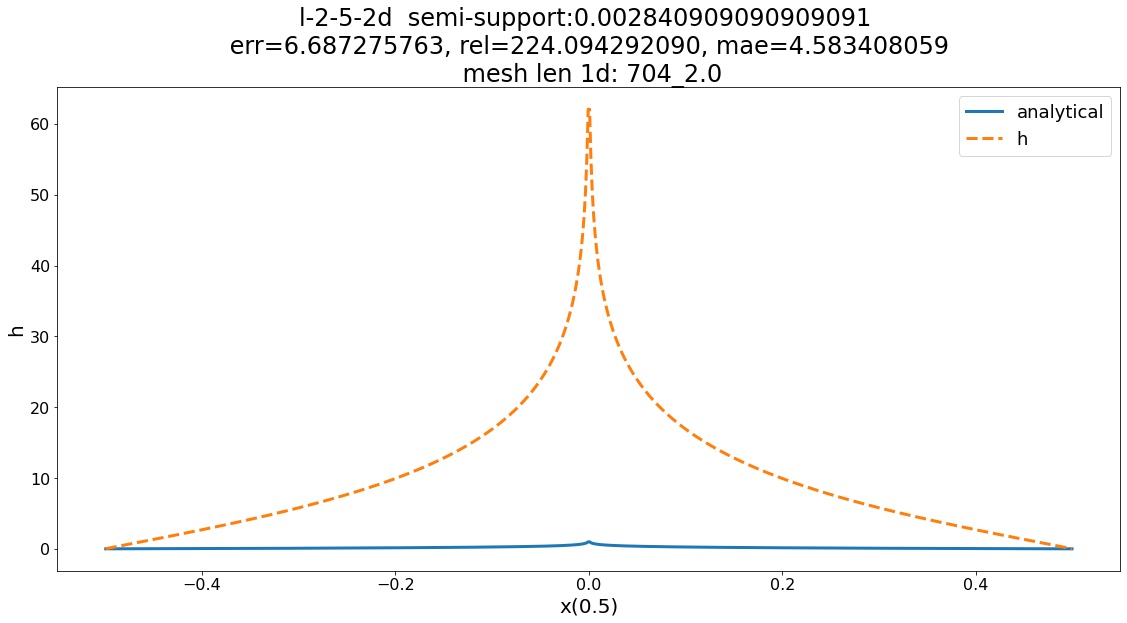 l-2-5-2d  semi-support:0.002840909090909091
err=6.687275763, rel=224.094292090, mae=4.583408059
mesh len 1d: 704_2.0
analytical
h
60
50
40
30
20
10
0
h
−0.4
−0.2
0.0
0.2
0.4
x(0.5)